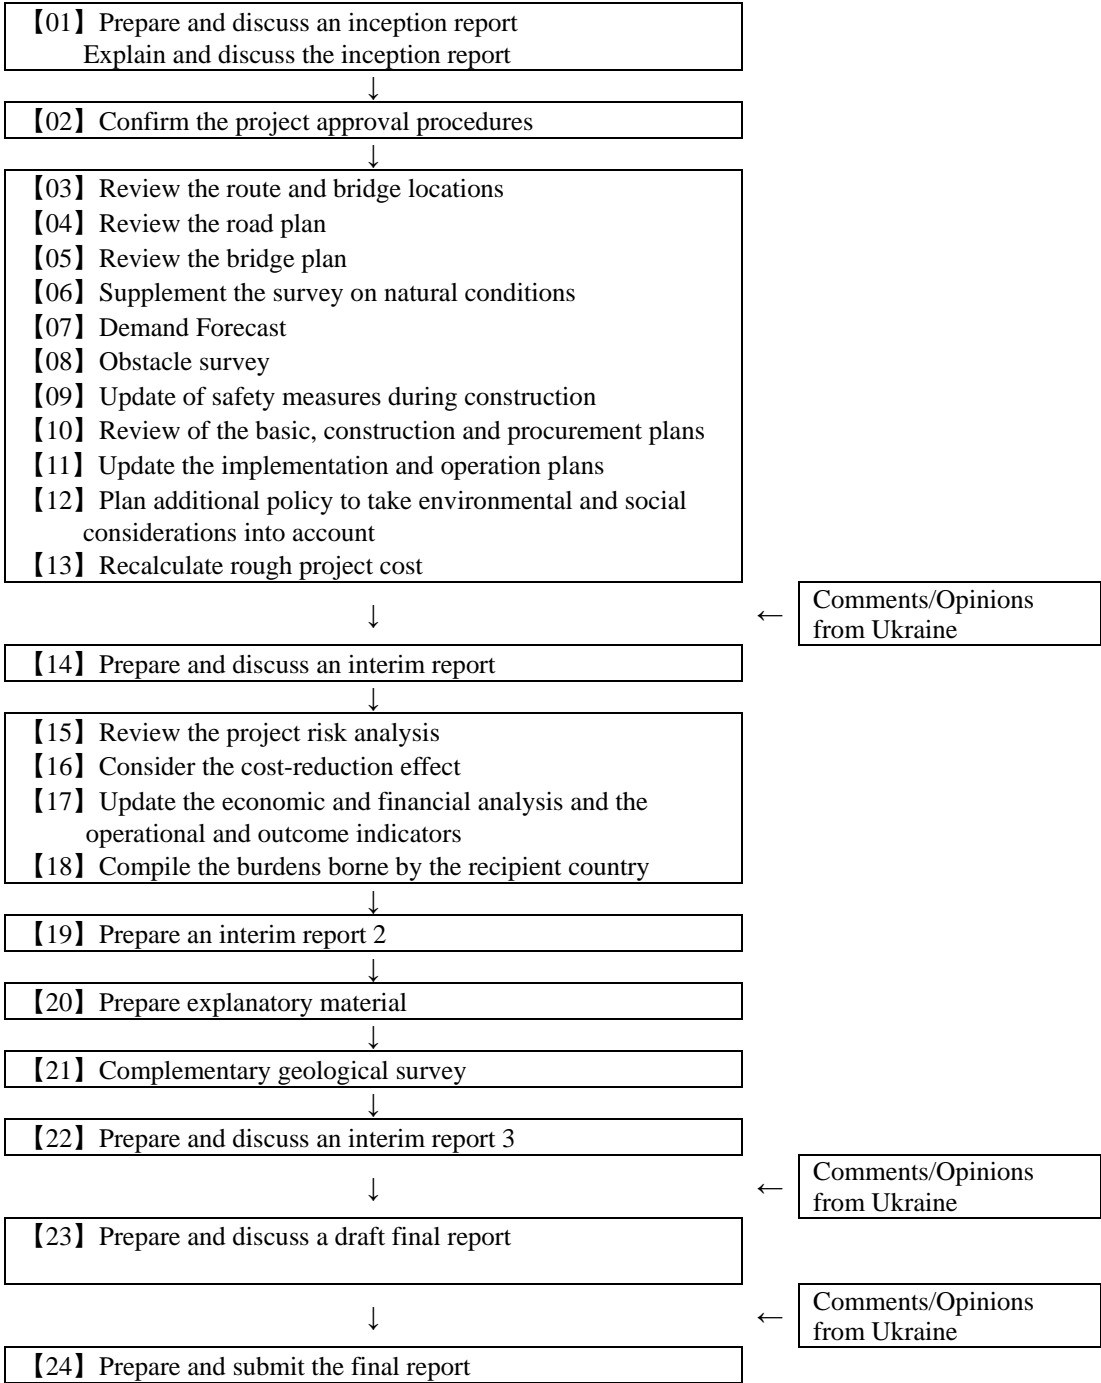 【01】Prepare and discuss an inception report
Explain and discuss the inception report
↓
【02】Confirm the project approval procedures
↓
【03】Review the route and bridge locations
【04】Review the road plan
【05】Review the bridge plan
【06】Supplement the survey on natural conditions
【07】Demand Forecast
【08】Obstacle survey
【09】Update of safety measures during construction
【10】Review of the basic, construction and procurement plans
【11】Update the implementation and operation plans
【12】Plan additional policy to take environmental and social
considerations into account
【13】Recalculate rough project cost
↓
←
Comments/Opinions
from Ukraine
【14】Prepare and discuss an interim report
↓
【15】Review the project risk analysis
【16】Consider the cost-reduction effect
【17】Update the economic and financial analysis and the
operational and outcome indicators
【18】Compile the burdens borne by the recipient country
↓
【19】Prepare an interim report 2
↓
【20】Prepare explanatory material
↓
【21】Complementary geological survey
↓
【22】Prepare and discuss an interim report 3
↓
←
Comments/Opinions
from Ukraine
【23】Prepare and discuss a draft final report
↓
←
Comments/Opinions
from Ukraine
【24】Prepare and submit the final report